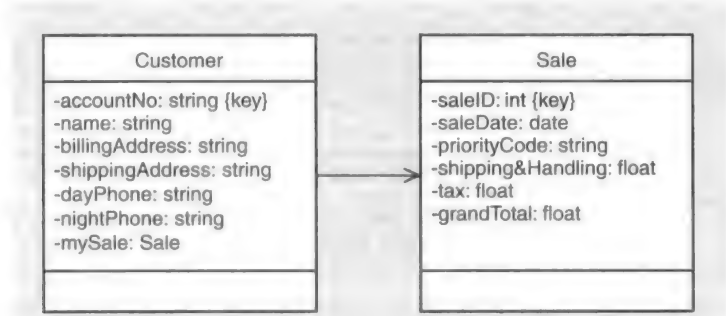 Customer
-accountNo: string {key}
-name: string
-billingAddress: string
-shippingAddress: string
-dayPhone: string
-nightPhone: string
-mySale: Sale
Sale
-saleID: int {key}
-saleDate: date
-priorityCode: string
-shipping&Handling: float
-tax: float
-grandTotal: float